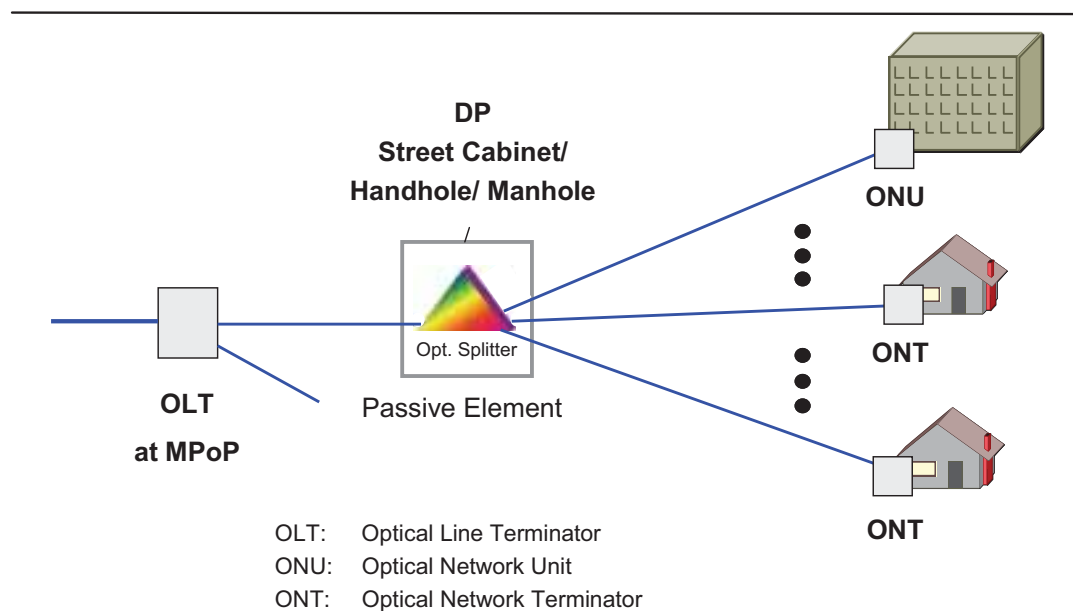 DP
Street Cabinet/
Handhole/ Manhole
ONU
Opt. Splitter
ONT
OLT
at MPoP
Passive Element
ONT
OLT: Optical Line Terminator
ONU: Optical Network Unit
ONT: Optical Network Terminator